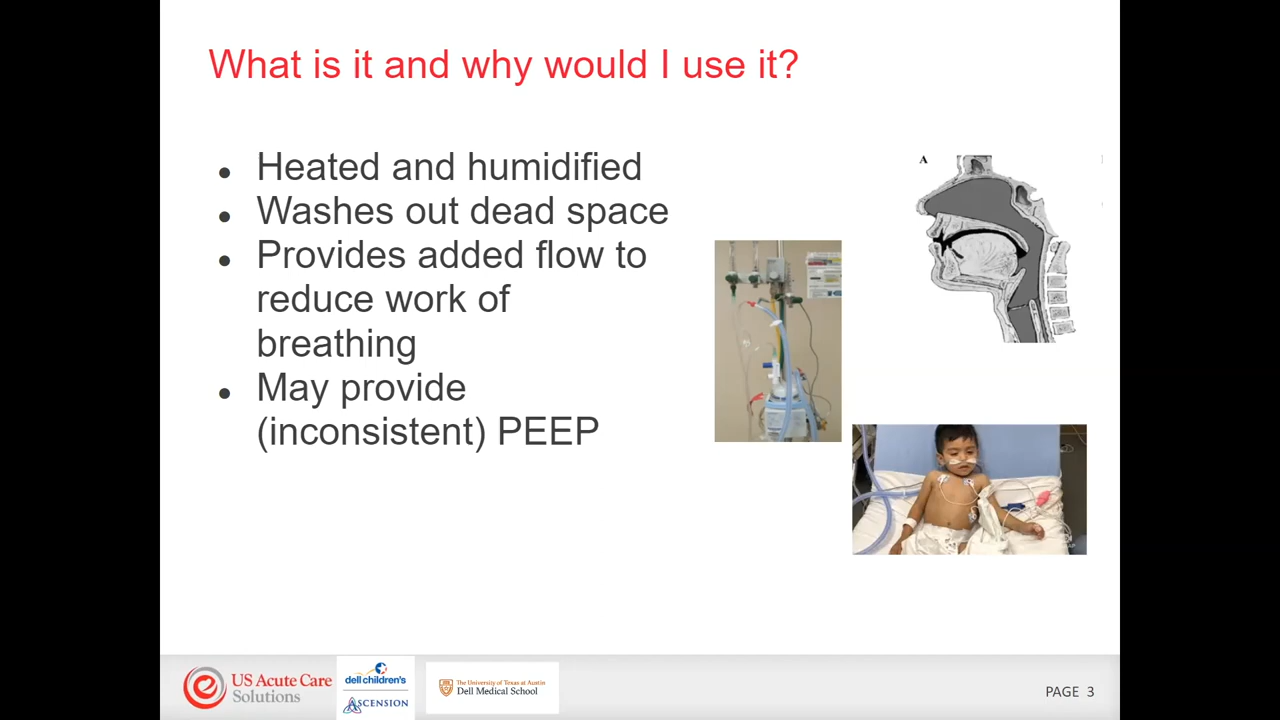 What is it and why would I use it?
● Heated and humidified
● Washes out dead space
● Provides added flow to
reduce work of
breathing
● May provide
(inconsistent) PEEP
A
US Acute Care
Solutions
dell children's
ASCENSION
The University of Texas at Austin
Dell Medical School
PAGE 3